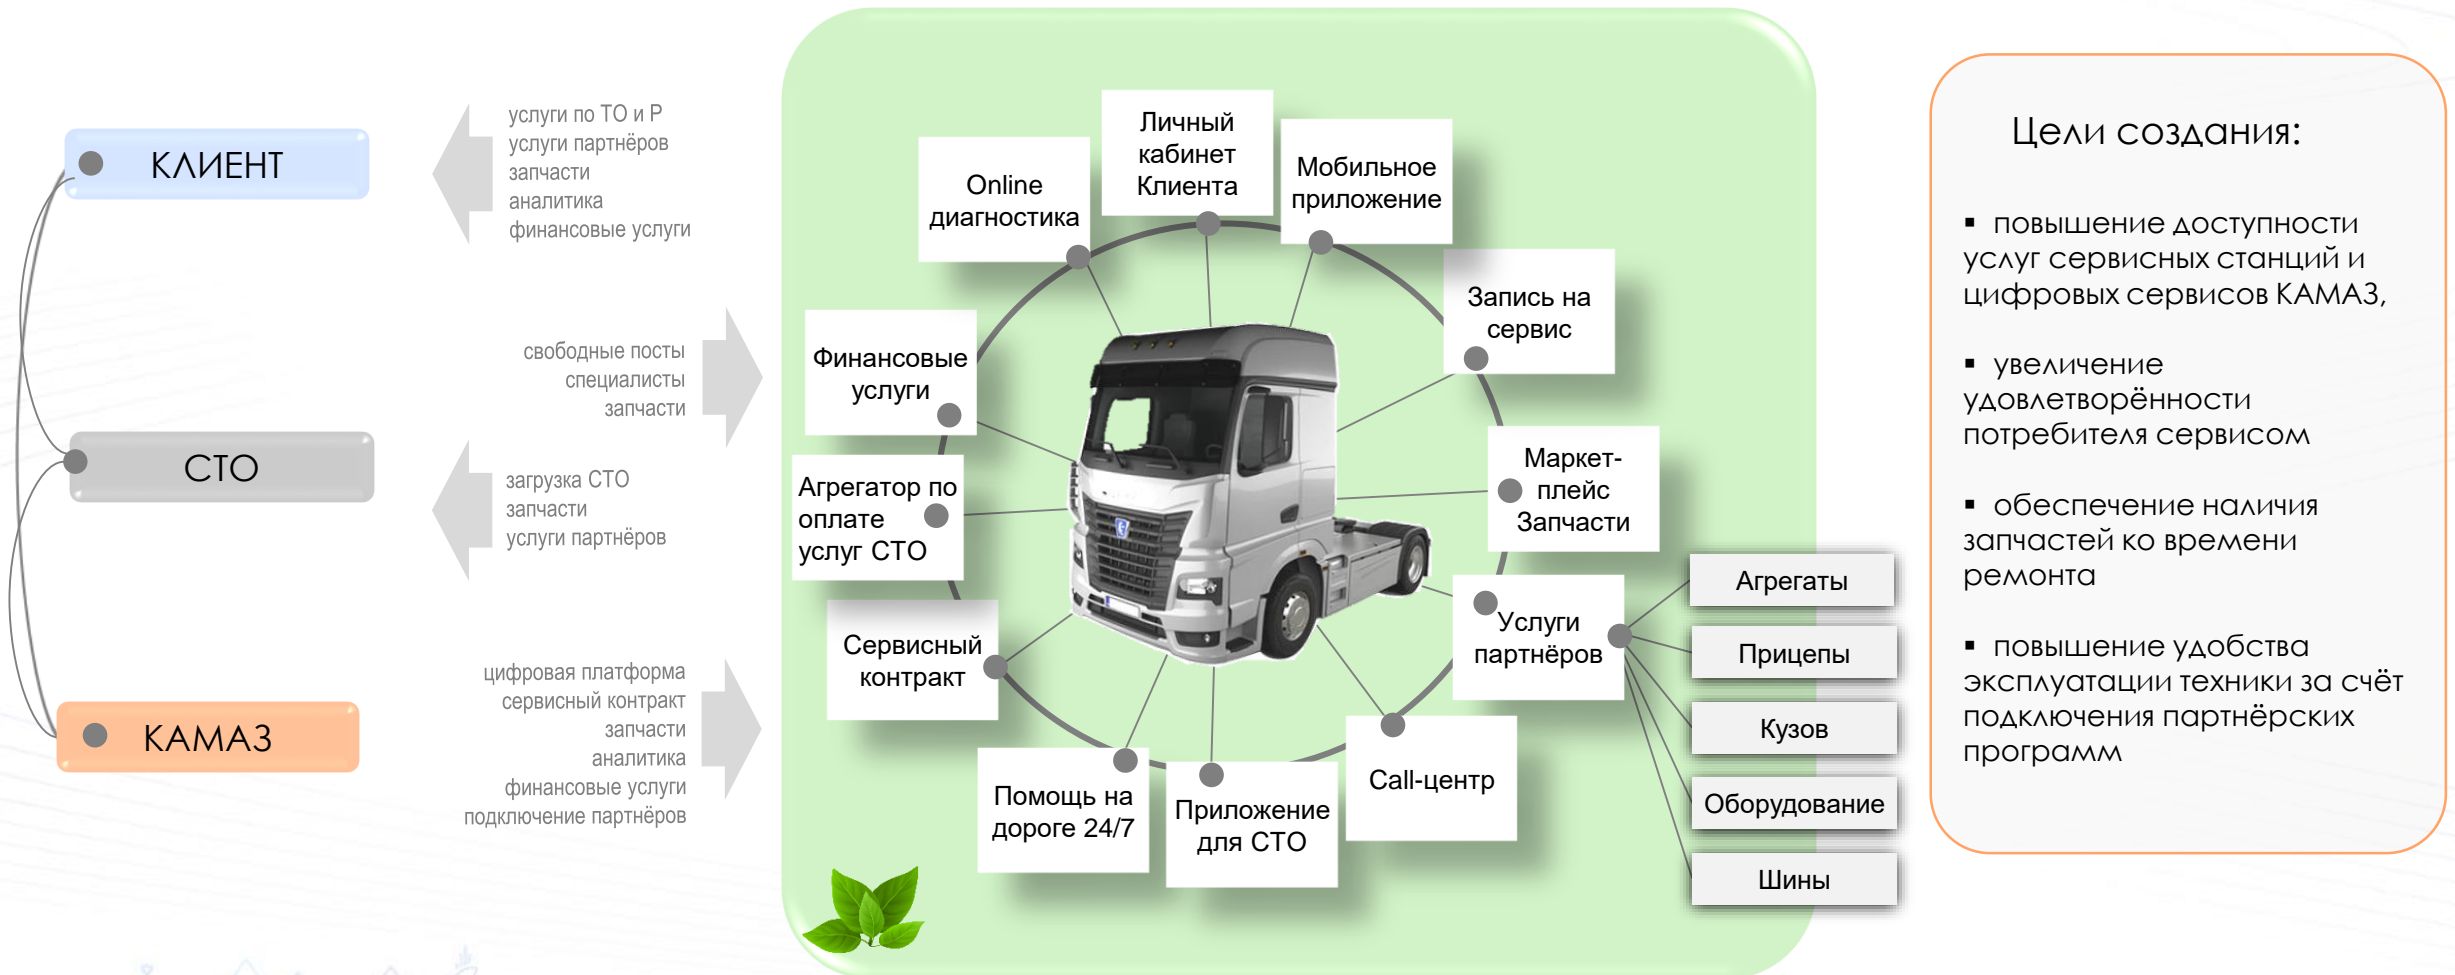 КЛИЕНТ
услуги по ТО и Р
услуги партнёров
запчасти
аналитика
финансовые услуги
свободные посты
специалисты
запчасти
СТО
загрузка СТО
запчасти
услуги партнёров
КАМАЗ
цифровая платформа
сервисный контракт
запчасти
аналитика
финансовые услуги
подключение партнёров
Online
диагностика
Личный
кабинет
Клиента
Мобильное
приложение
Запись на
сервис
Маркет-
плейс
Запчасти
Услуги
партнёров
Call-центр
Приложение
для СТО
Помощь на
дороге 24/7
Сервисный
контракт
Агрегатор по
оплате
услуг СТО
Финансовые
услуги
Агрегаты
Прицепы
Кузов
Оборудование
Шины
Цели создания:
▪ повышение доступности
услуг сервисных станций и
цифровых сервисов КАМАЗ,
▪ увеличение
удовлетворённости
потребителя сервисом
▪ обеспечение наличия
запчастей ко времени
ремонта
▪ повышение удобства
эксплуатации техники за счёт
подключения партнёрских
программ